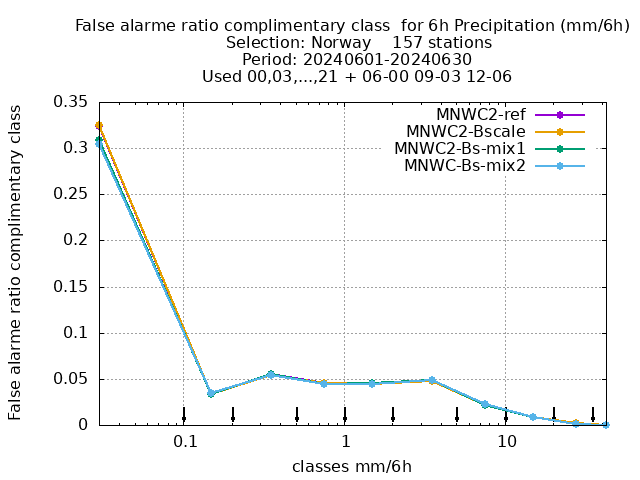 False alarme ratio complimentary class  for 6h Precipitation (mm/6h)
Selection: Norway    157 stations
Period: 20240601-20240630
Used 00,03,...,21 + 06-00 09-03 12-06
MNWC2-ref
MNWC2-Bscale
MNWC2-Bs-mix1
MNWC-Bs-mix2
False alarme ratio complimentary class
0.35
0.3
0.25
0.2
0.15
0.1
0.05
0
0.1
1
10
classes mm/6h